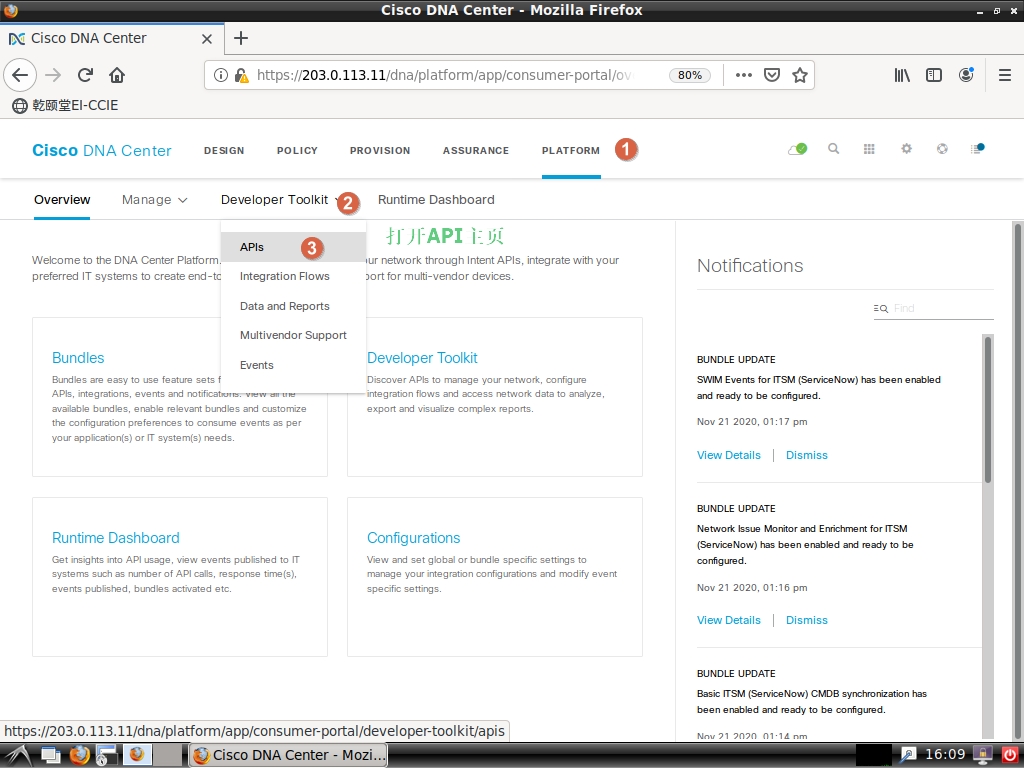 Cisco DNA Center - Mozilla Firefox
Cisco DNA Center
https://203.0.113.11/dna/platform/app/consumer-portal/ov
80%
乾颐堂EI-CCIE
Cisco DNA Center
DESIGN
POLICY
PROVISION
ASSURANCE
PLATFORM
1
Overview
Manage
Developer Toolkit
2
Runtime Dashboard
APIs
3
Integration Flows
Data and Reports
Multivendor Support
Events
打开API 主页
Welcome to the DNA Center Platform. ur network through Intent APIs, integrate with your
preferred IT systems to create end-to port for multi-vendor devices.
Bundles
Bundles are easy to use feature sets f
APIs, integrations, events and notifications. View all the
available bundles, enable relevant bundles and customize
the configuration preferences to consume events as per
your application(s) or IT system(s) needs.
Developer Toolkit
Discover APIs to manage your network, configure
integration flows and access network data to analyze,
export and visualize complex reports.
Runtime Dashboard
Get insights into API usage, view events published to IT
systems such as number of API calls, response time(s),
events published, bundles activated etc.
Configurations
View and set global or bundle specific settings to
manage your integration configurations and modify event
specific settings.
Notifications
Find
BUNDLE UPDATE
SWIM Events for ITSM (ServiceNow) has been enabled
and ready to be configured.
Nov 21 2020, 01:17 pm
View Details | Dismiss
BUNDLE UPDATE
Network Issue Monitor and Enrichment for ITSM
(ServiceNow) has been enabled and ready to be
configured.
Nov 21 2020, 01:16 pm
View Details | Dismiss
BUNDLE UPDATE
Basic ITSM (ServiceNow) CMDB synchronization has
been enabled and ready to be configured.
Nov 21 2020, 01:14 pm
https://203.0.113.11/dna/platform/app/consumer-portal/developer-toolkit/apis
Cisco DNA Center - Mozi...
16:09